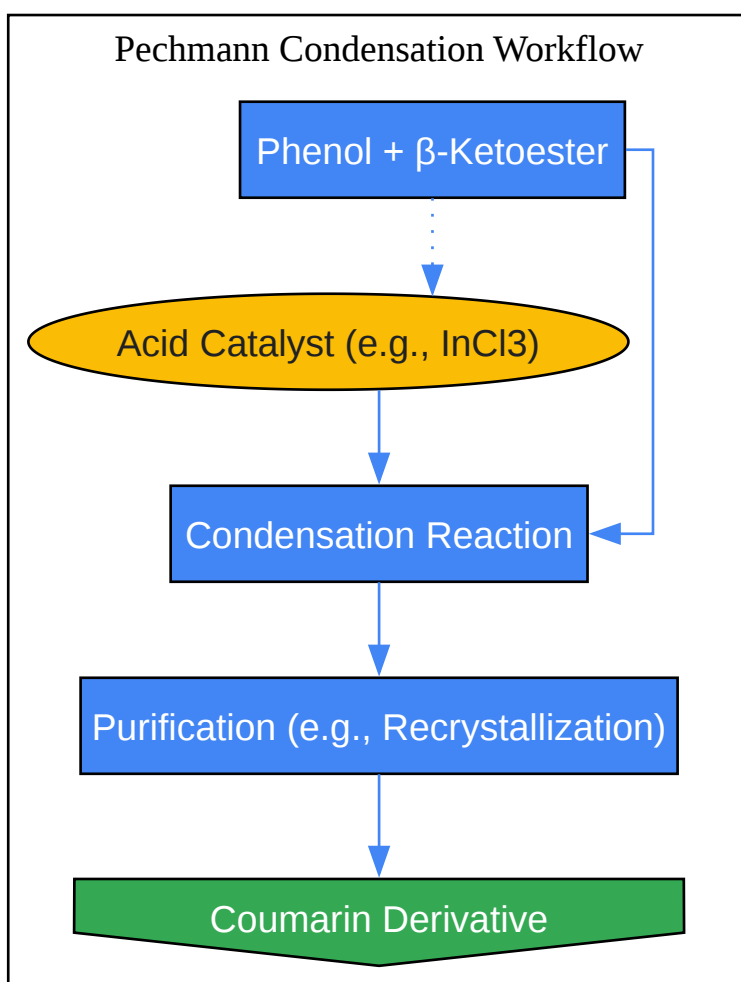 Pechmann Condensation Workflow
Phenol + β-Ketoester
Acid Catalyst (e.g., InCl3)
Condensation Reaction
Purification (e.g., Recrystallization)
Coumarin Derivative